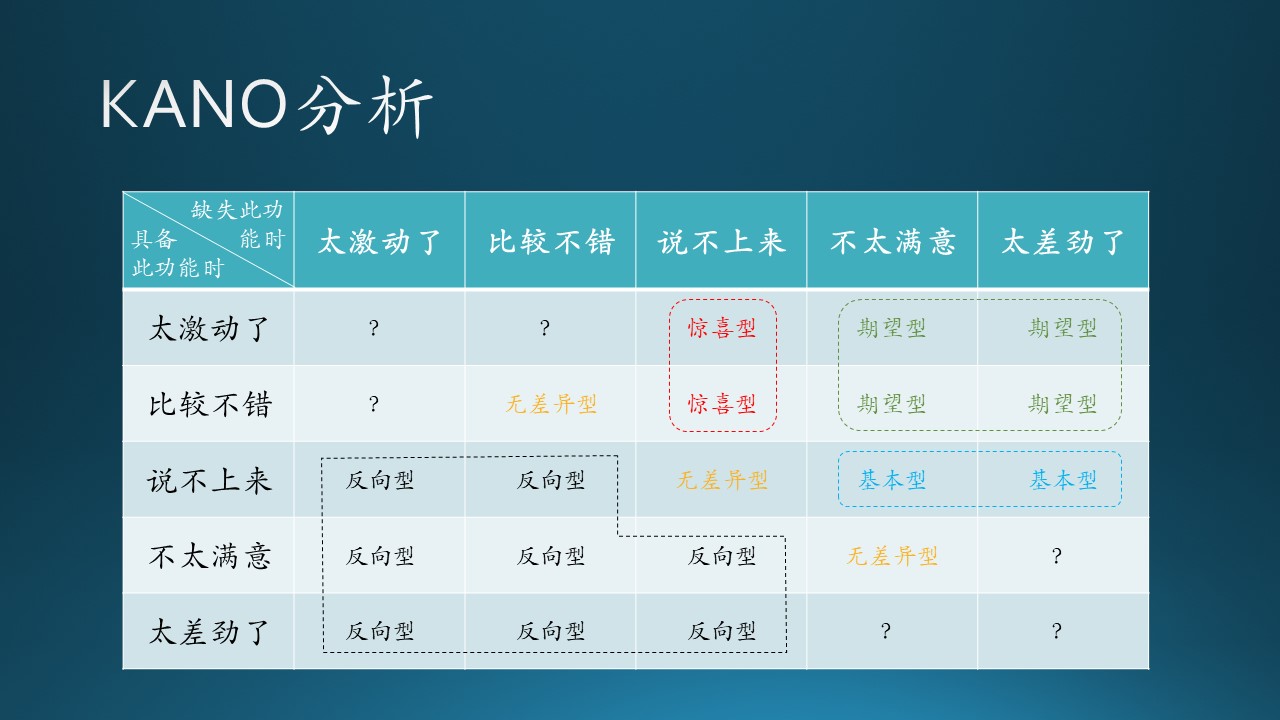 KANO分析
缺失此功
具备 能时
此功能时
太激动了 比较不错 说不上来 不太满意 太差劲了
太激动了 ? ? 惊喜型 期望型 期望型
比较不错 ? 无差异型 惊喜型 期望型 期望型
说不上来 反向型 反向型 无差异型 基本型 基本型
不太满意 反向型 反向型 反向型 无差异型 ?
太差劲了 反向型 反向型 反向型 ? ?